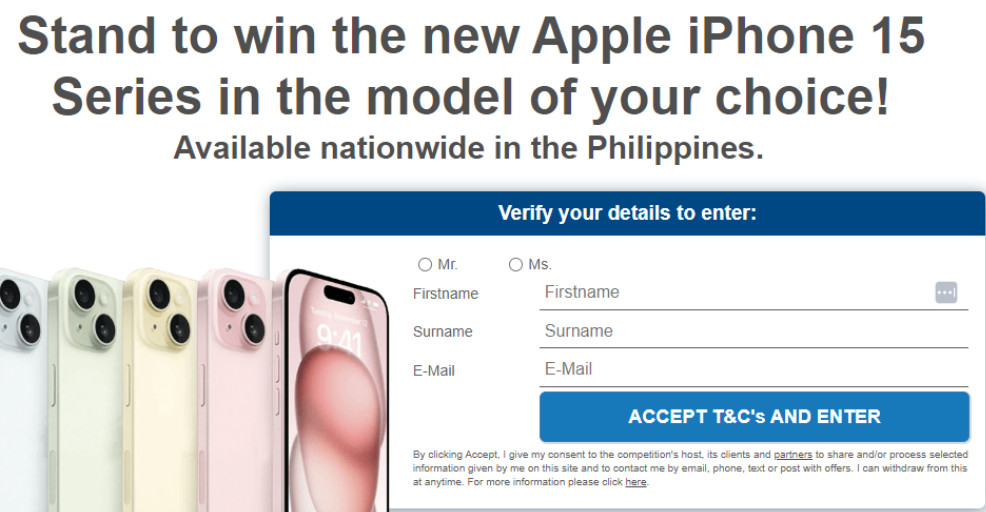 Stand to win the new Apple iPhone 15
Series in the model of your choice!
Available nationwide in the Philippines.
Verify your details to enter:
Mr. Ms.
Firstname Firstname
Surname Surname
E-Mail E-Mail
ACCEPT T&C's AND ENTER
By clicking Accept, I give my consent to the competition's host, its clients and partners to share and/or process selected
information given by me on this site and to contact me by email, phone, text or post with offers. I can withdraw from this
at anytime. For more information please click here.
9:41